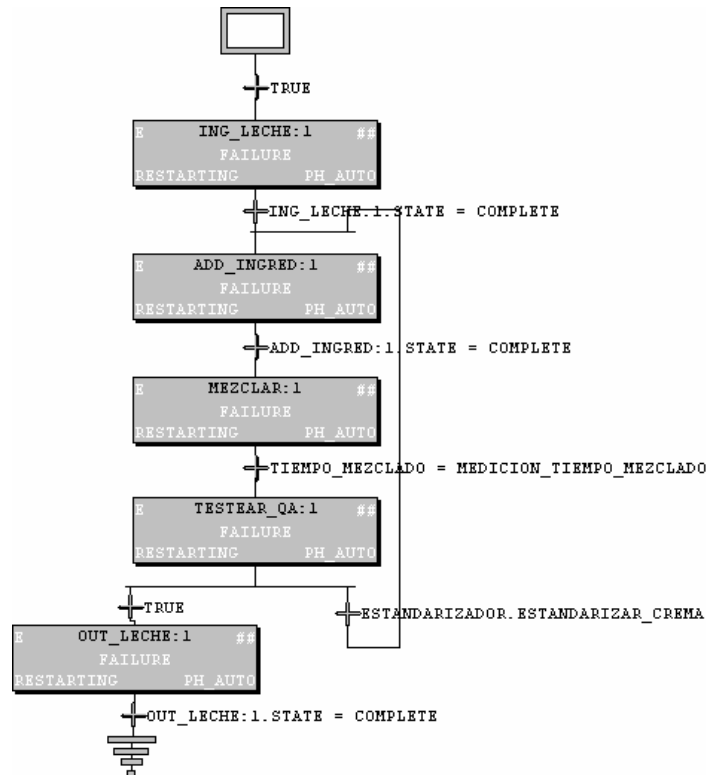 TRUE
E ING_LECHE:1 ##
FAILURE
RESTARTING PH_AUTO
ING_LECHE.1.STATE = COMPLETE
E ADD_INGRED:1 ##
FAILURE
RESTARTING PH_AUTO
ADD_INGRED:1.STATE = COMPLETE
E MEZCLAR:1 ##
FAILURE
RESTARTING PH_AUTO
TIEMPO_MEZCLADO = MEDICION_TIEMPO_MEZCLADO
E TESTEAR_QA:1 ##
FAILURE
RESTARTING PH_AUTO
TRUE
ESTANDARIZADOR.ESTANDARIZAR_CREMA
E OUT_LECHE:1 ##
FAILURE
RESTARTING PH_AUTO
OUT_LECHE:1.STATE = COMPLETE